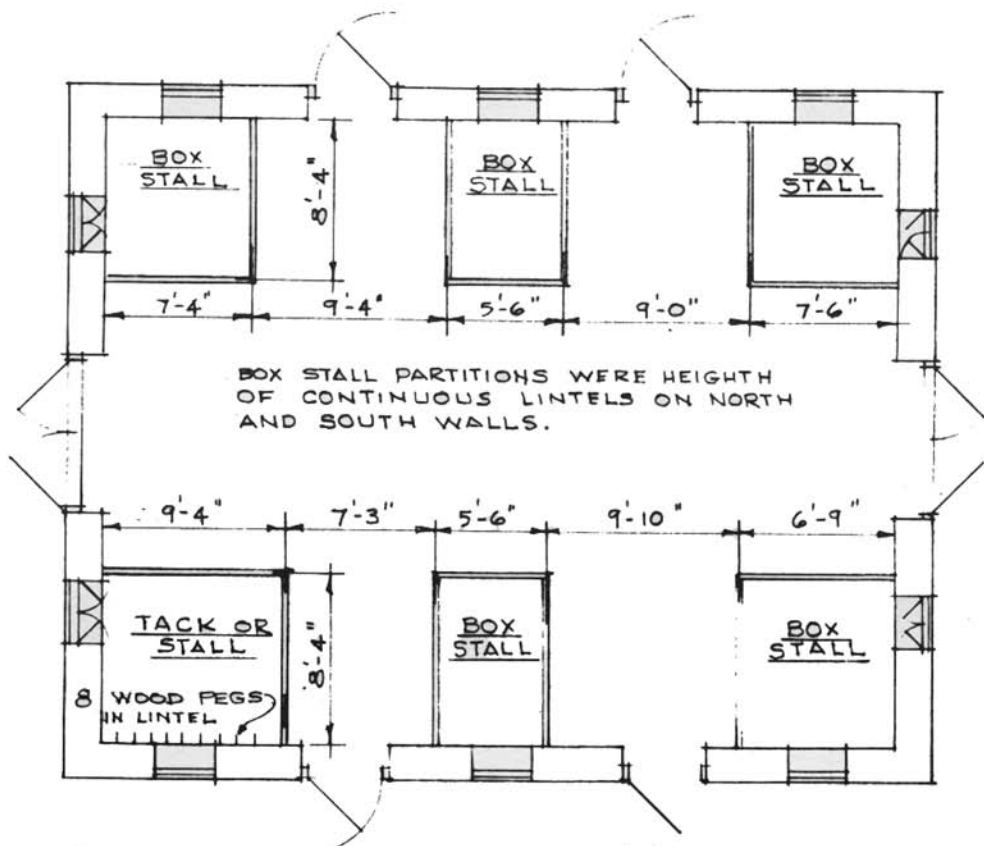 BOX
STALL
BOX
STALL
BOX
STALL
8'-4"
7'-4"
9'-4"
5'-6"
9'-0"
7'-6"
BOX STALL PARTITIONS WERE HEIGHTH
OF CONTINUOUS LINTELS ON NORTH
AND SOUTH WALLS.
9'-4"
7'-3"
5'-6"
9'-10"
6'-9"
TACK OR
STALL
8'-4"
BOX
STALL
BOX
STALL
8 WOOD PEGS
IN LINTEL